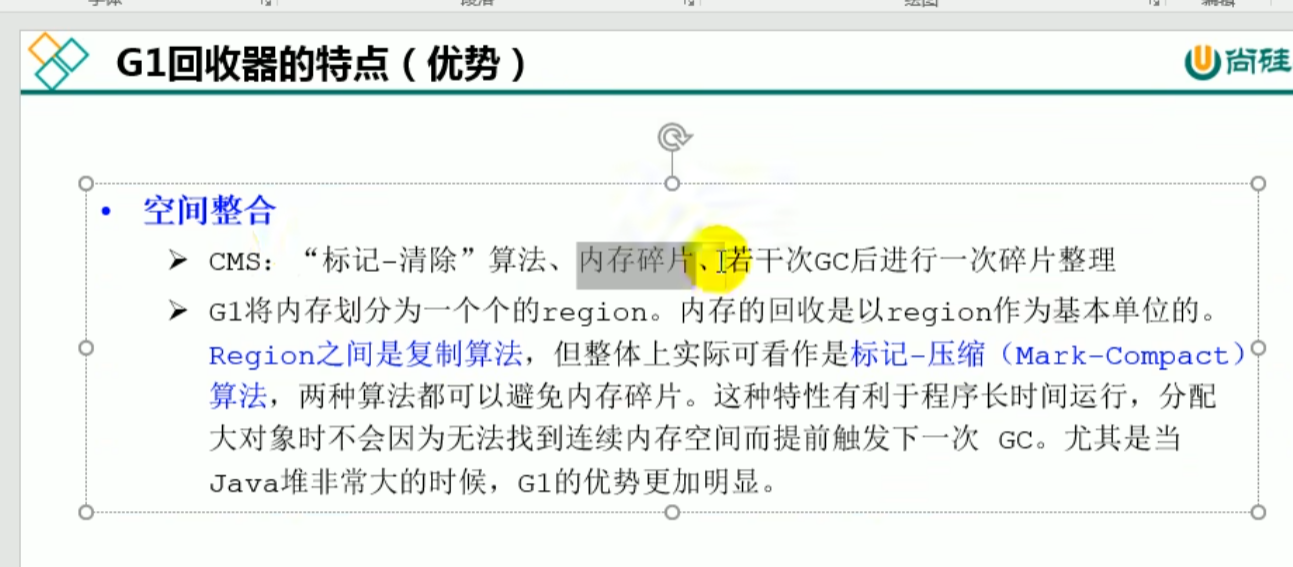 G1回收器的特点（优势）
尚硅
• 空间整合
➢ CMS：“标记-清除”算法、内存碎片、若干次GC后进行一次碎片整理
➢ G1将内存划分为一个个的region。内存的回收是以region作为基本单位的。
Region之间是复制算法，但整体上实际可看作是标记-压缩（Mark-Compact）
算法，两种算法都可以避免内存碎片。这种特性有利于程序长时间运行，分配
大对象时不会因为无法找到连续内存空间而提前触发下一次 GC。尤其是当
Java堆非常大的时候，G1的优势更加明显。